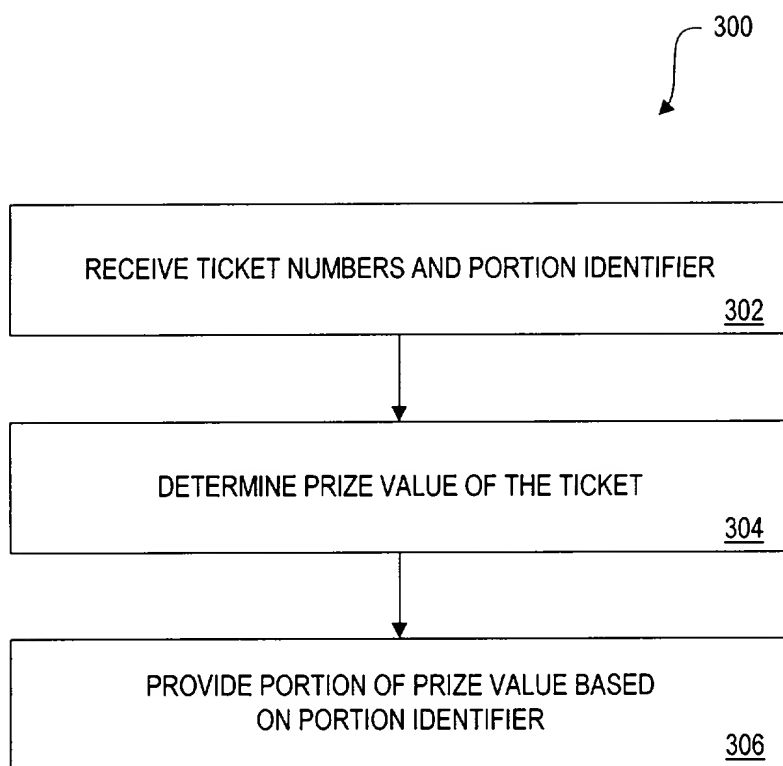 300
RECEIVE TICKET NUMBERS AND PORTION IDENTIFIER
302
DETERMINE PRIZE VALUE OF THE TICKET
304
PROVIDE PORTION OF PRIZE VALUE BASED
ON PORTION IDENTIFIER
306